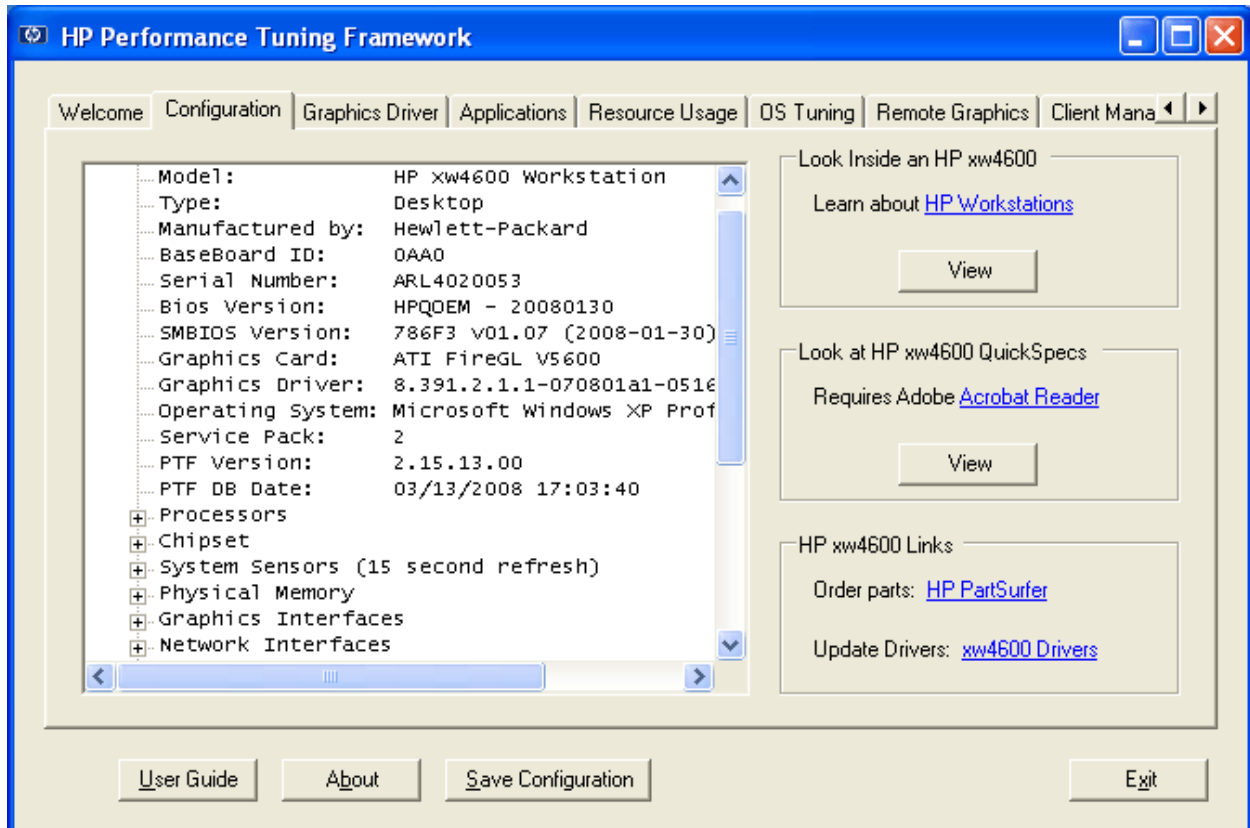 HP Performance Tuning Framework
Welcome Configuration Graphics Driver Applications Resource Usage OS Tuning Remote Graphics Client Mana
Model: HP xw4600 Workstation
Type: Desktop
Manufactured by: Hewlett-Packard
BaseBoard ID: 0AA0
Serial Number: ARL4020053
Bios Version: HPQOEM - 20080130
SMBIOS Version: 786F3 v01.07 (2008-01-30)
Graphics Card: ATI FireGL V5600
Graphics Driver: 8.391.2.1.1-070801a1-0516
Operating System: Microsoft Windows XP Prof
Service Pack: 2
PTF Version: 2.15.13.00
PTF DB Date: 03/13/2008 17:03:40
Processors
Chipset
System Sensors (15 second refresh)
Physical Memory
Graphics Interfaces
Network Interfaces
Look Inside an HP xw4600
Learn about HP Workstations
View
Look at HP xw4600 QuickSpecs
Requires Adobe Acrobat Reader
View
HP xw4600 Links
Order parts: HP PartSurfer
Update Drivers: xw4600 Drivers
User Guide About Save Configuration Exit